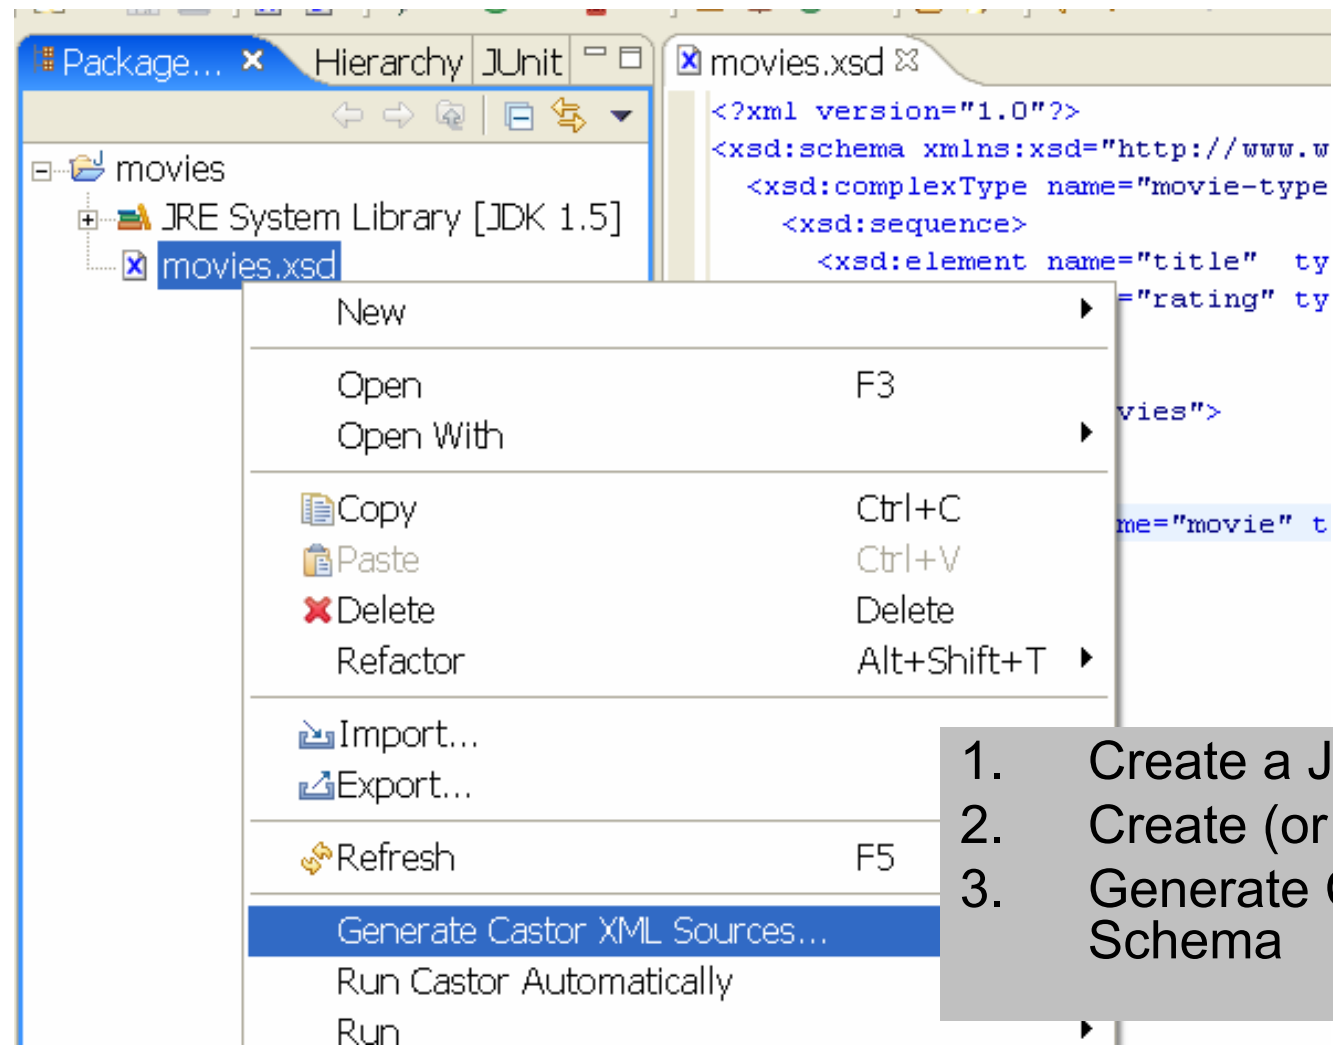 Package... Hierarchy JUnit
movies
JRE System Library [JDK 1.5]
movies.xsd
movies.xsd
<?xml version="1.0"?>
<xsd:schema xmlns:xsd="http://www.w
<xsd:complexType name="movie-type
<xsd:sequence>
<xsd:element name="title" ty
="rating" ty
vies">
me="movie" t
New
Open F3
Open With
Copy Ctrl+C
Paste Ctrl+V
Delete Delete
Refactor Alt+Shift+T
Import...
Export...
Refresh F5
Generate Castor XML Sources...
Run Castor Automatically
Run
1. Create a J
2. Create (or
3. Generate
Schema